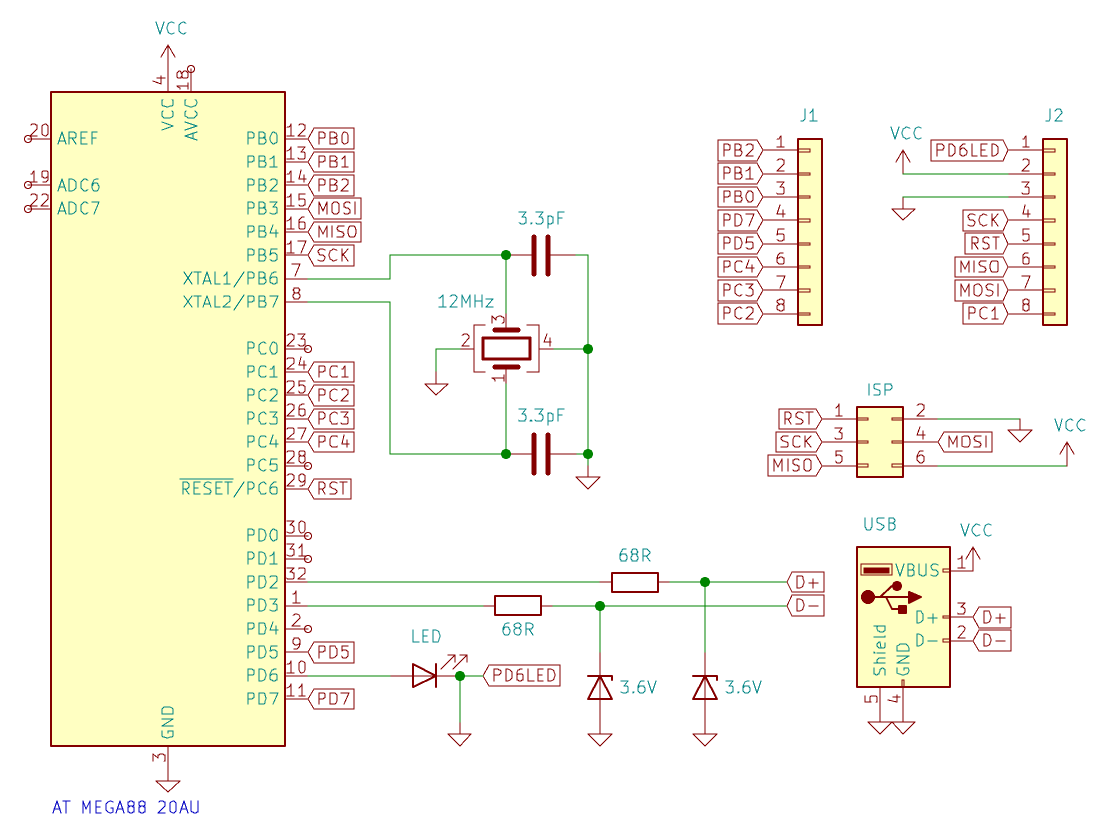 VCC
4
18
VCC
AVCC
20 AREF
19 ADC6
22 ADC7
PB0 12 PB0
PB1 13 PB1
PB2 14 PB2
PB3 15 MOSI
PB4 16 MISO
PB5 17 SCK
XTAL1/PB6 7
XTAL2/PB7 8
PC0 23
PC1 24 PC1
PC2 25 PC2
PC3 26 PC3
PC4 27 PC4
PC5 28
RESET/PC6 29 RST
PD0 30
PD1 31
PD2 32
PD3 1
PD4 2
PD5 9 PD5
PD6 10
PD7 11 PD7
GND
3
AT MEGA88 20AU
3.3pF
12MHz
3
2 4
1
3.3pF
68R
68R
D+
D-
LED
PD6LED
3.6V
3.6V
J1
PB2 1
PB1 2
PB0 3
PD7 4
PD5 5
PC4 6
PC3 7
PC2 8
J2
VCC
PD6LED 1
2
3
SCK 4
RST 5
MISO 6
MOSI 7
PC1 8
ISP
RST 1 2
SCK 3 4 MOSI
MISO 5 6
VCC
USB
VCC
VBUS 1
D+ 3 D+
D- 2 D-
Shield
GND
5
4